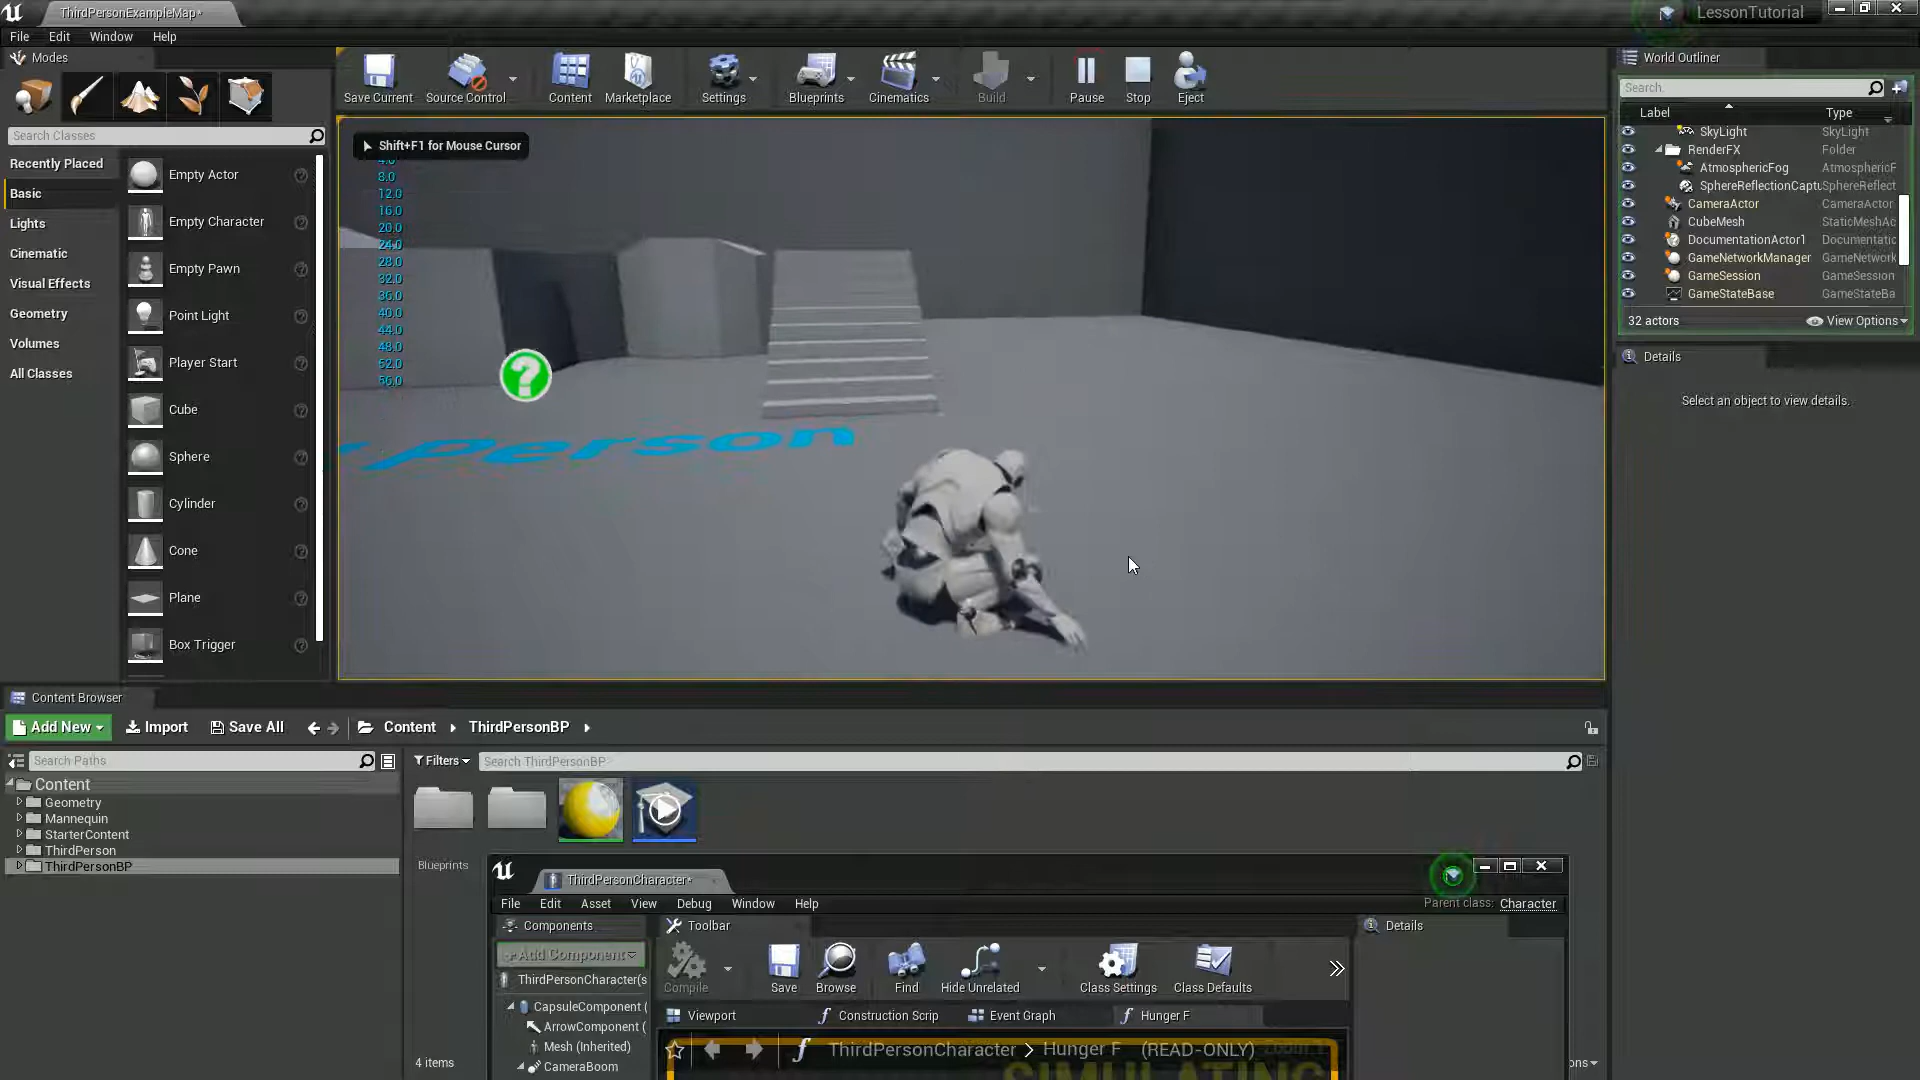 ThirdPersonExampleMap*
LessonTutorial
File Edit Window Help
Modes
Save Current
Source Control
Content
Marketplace
Settings
Blueprints
Cinematics
Build
Pause
Stop
Eject
World Outliner
Search.
Label
Type
Search Classes
Recently Placed
Basic
Lights
Cinematic
Visual Effects
Geometry
Volumes
All Classes
Empty Actor
Empty Character
Empty Pawn
Point Light
Player Start
Cube
Sphere
Cylinder
Cone
Plane
Box Trigger
Shift+F1 for Mouse Cursor
4.0
8.0
12.0
16.0
20.0
24.0
28.0
32.0
36.0
40.0
44.0
48.0
52.0
56.0
?
person
SkyLight SkyLight
RenderFX Folder
AtmosphericFog AtmosphericF
SphereReflectionCaptu SphereReflect
CameraActor CameraActor
CubeMesh StaticMeshAc
DocumentationActor1 Documentatic
GameNetworkManager GameNetwork
GameSession GameSession
GameStateBase GameStateBa
32 actors
View Options
Details
Select an object to view details.
Content Browser
Add New
Import
Save All
Content
ThirdPersonBP
Search Paths
Filters
Search ThirdPersonBP
Content
Geometry
Mannequin
StarterContent
ThirdPerson
ThirdPersonBP
Blueprints
4 items
ThirdPersonCharacter*
File Edit Asset View Debug Window Help
Parent class: Character
Components
Toolbar
Details
+Add Component
ThirdPersonCharacter(s
CapsuleComponent (
ArrowComponent (
Mesh (Inherited)
CameraBoom
Compile
Save
Browse
Find
Hide Unrelated
Class Settings
Class Defaults
Viewport
Construction Scrip
Event Graph
Hunger F
ThirdPersonCharacter > Hunger F (READ-ONLY)
SIMULATING
ons